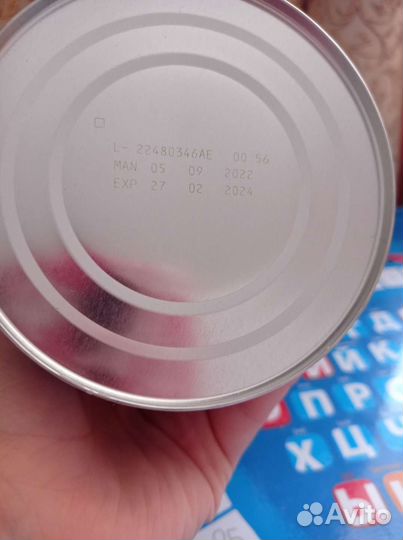 L- 22480346AE 00 56
MAN 05 09 2022
EXP 27 02 2024
Д
Й К
О П Р
Х Ц
Ы
Avito